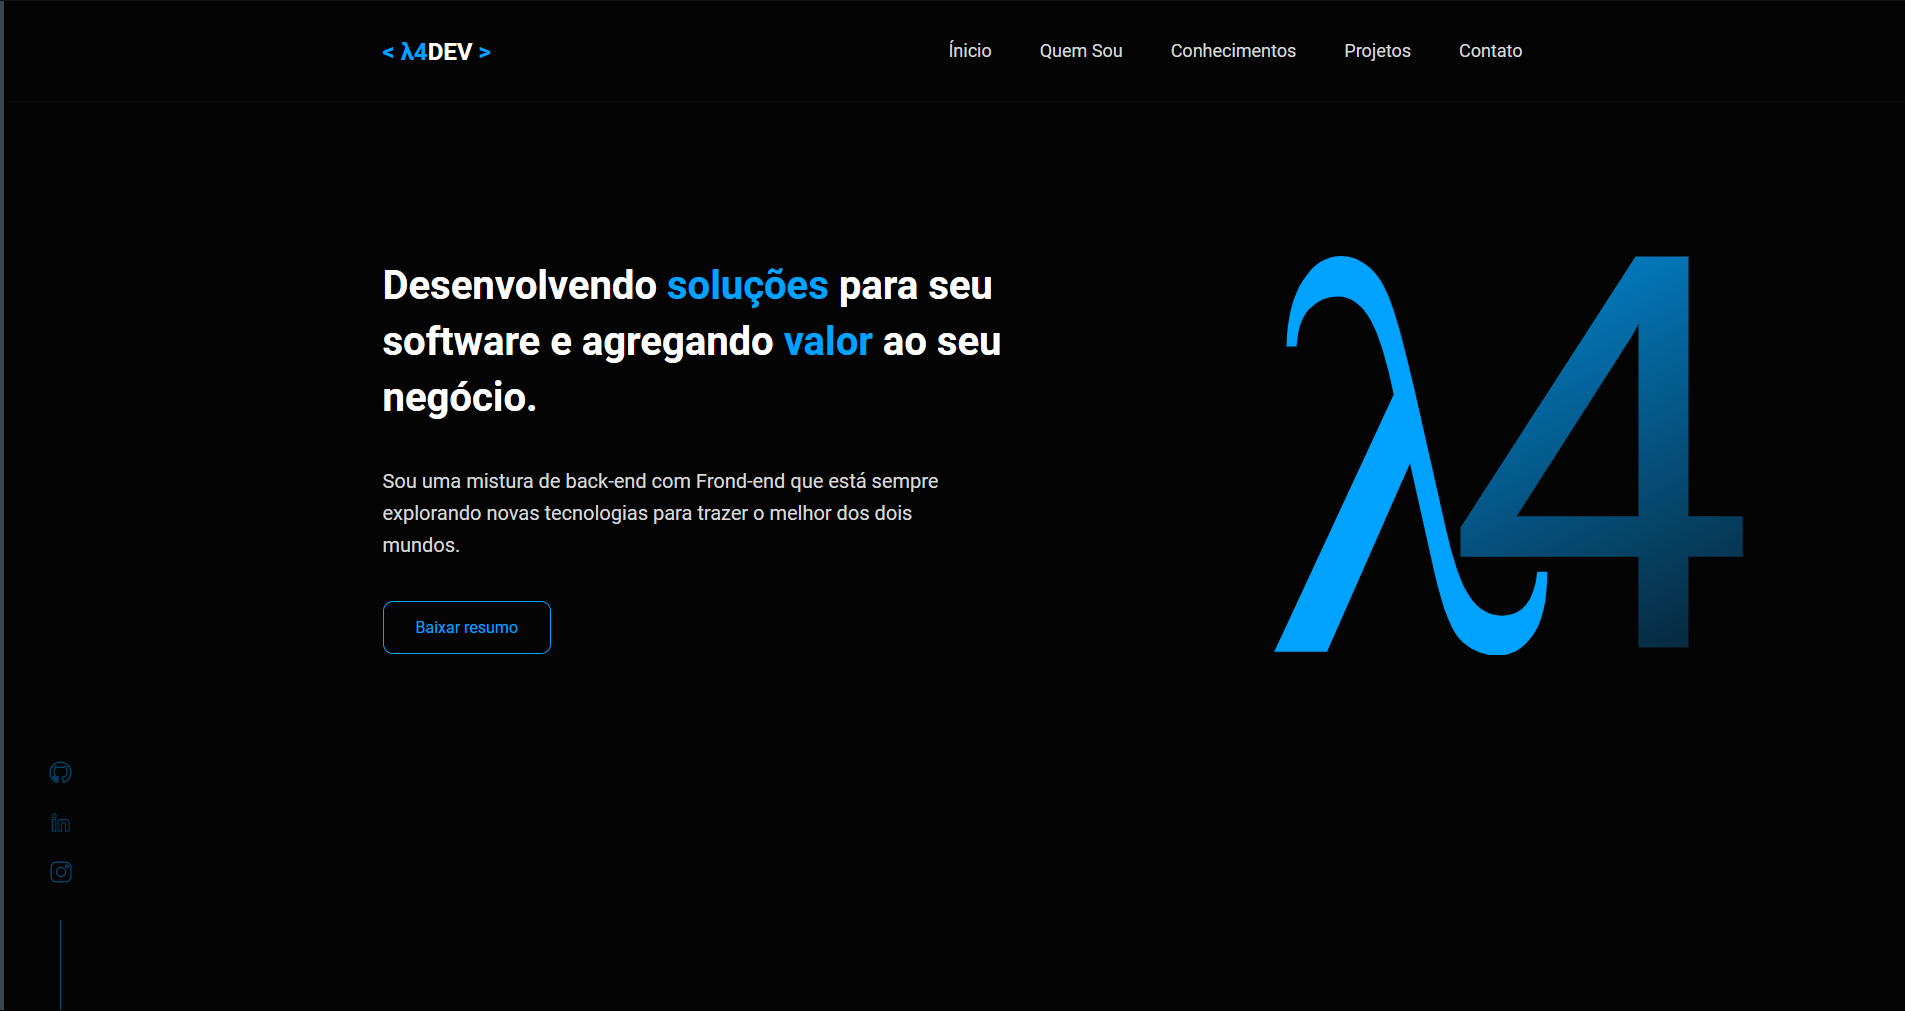 < λ4DEV >
Ínicio Quem Sou Conhecimentos Projetos Contato
Desenvolvendo soluções para seu
software e agregando valor ao seu
negócio.
λ4
Sou uma mistura de back-end com Frond-end que está sempre
explorando novas tecnologias para trazer o melhor dos dois
mundos.
Baixar resumo
in